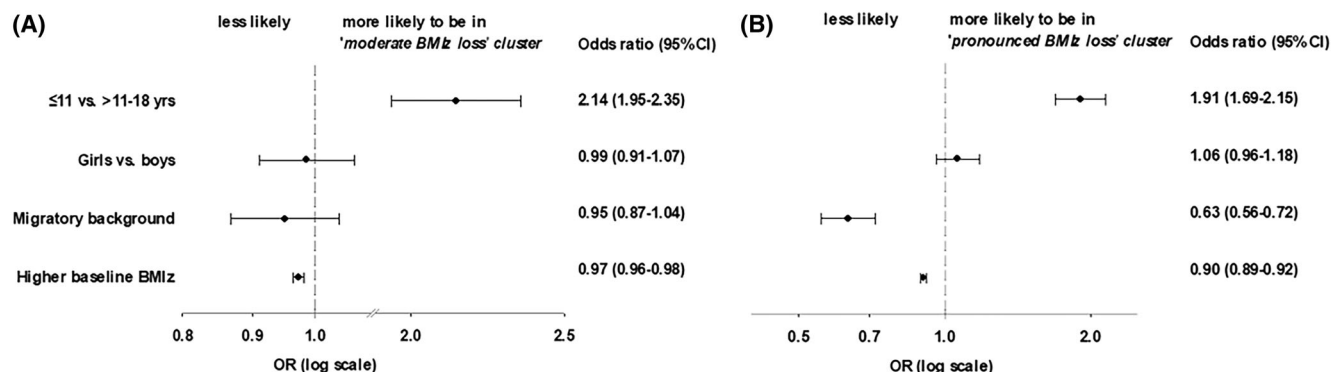 (A)
less likely
more likely to be in
'moderate BMIz loss' cluster
Odds ratio (95%CI)
≤11 vs. >11-18 yrs
2.14 (1.95-2.35)
Girls vs. boys
0.99 (0.91-1.07)
Migratory background
0.95 (0.87-1.04)
Higher baseline BMIz
0.97 (0.96-0.98)
0.8
0.9
1.0
2.0
2.5
OR (log scale)
(B)
less likely
more likely to be in
'pronounced BMIz loss' cluster
Odds ratio (95%CI)
1.91 (1.69-2.15)
1.06 (0.96-1.18)
0.63 (0.56-0.72)
0.90 (0.89-0.92)
0.5
0.7
1.0
2.0
OR (log scale)